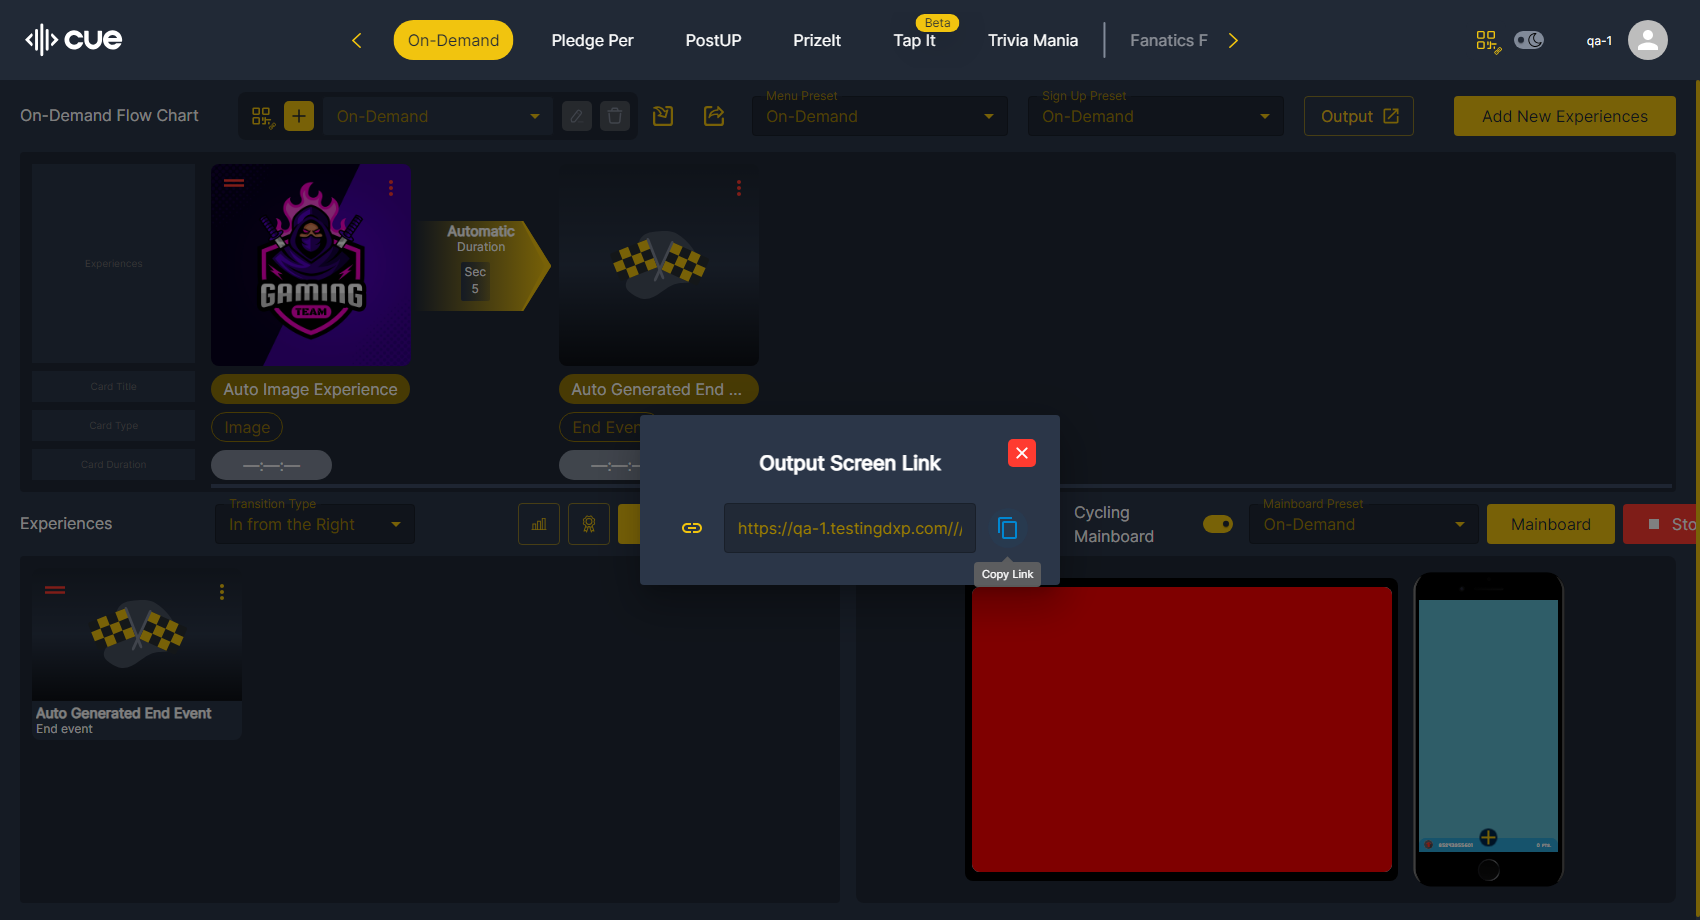 cue
On-Demand
Pledge Per
PostUP
PrizeIt
Beta
Tap It
Trivia Mania
Fanatics F
qa-1
On-Demand Flow Chart
On-Demand
Menu Preset
On-Demand
Sign Up Preset
On-Demand
Output
Add New Experiences
Experiences
GAMING
TEAM
Automatic
Duration
Sec
5
Card Title
Auto Image Experience
Auto Generated End ...
Card Type
Image
End Even
Card Duration
—:—:—
—:—:—
Output Screen Link
https://qa-1.testingdxp.com///
Copy Link
Experiences
Transition Type
In from the Right
Cycling
Mainboard
Mainboard Preset
On-Demand
Mainboard
Sto
Auto Generated End Event
End event
0 Pts.